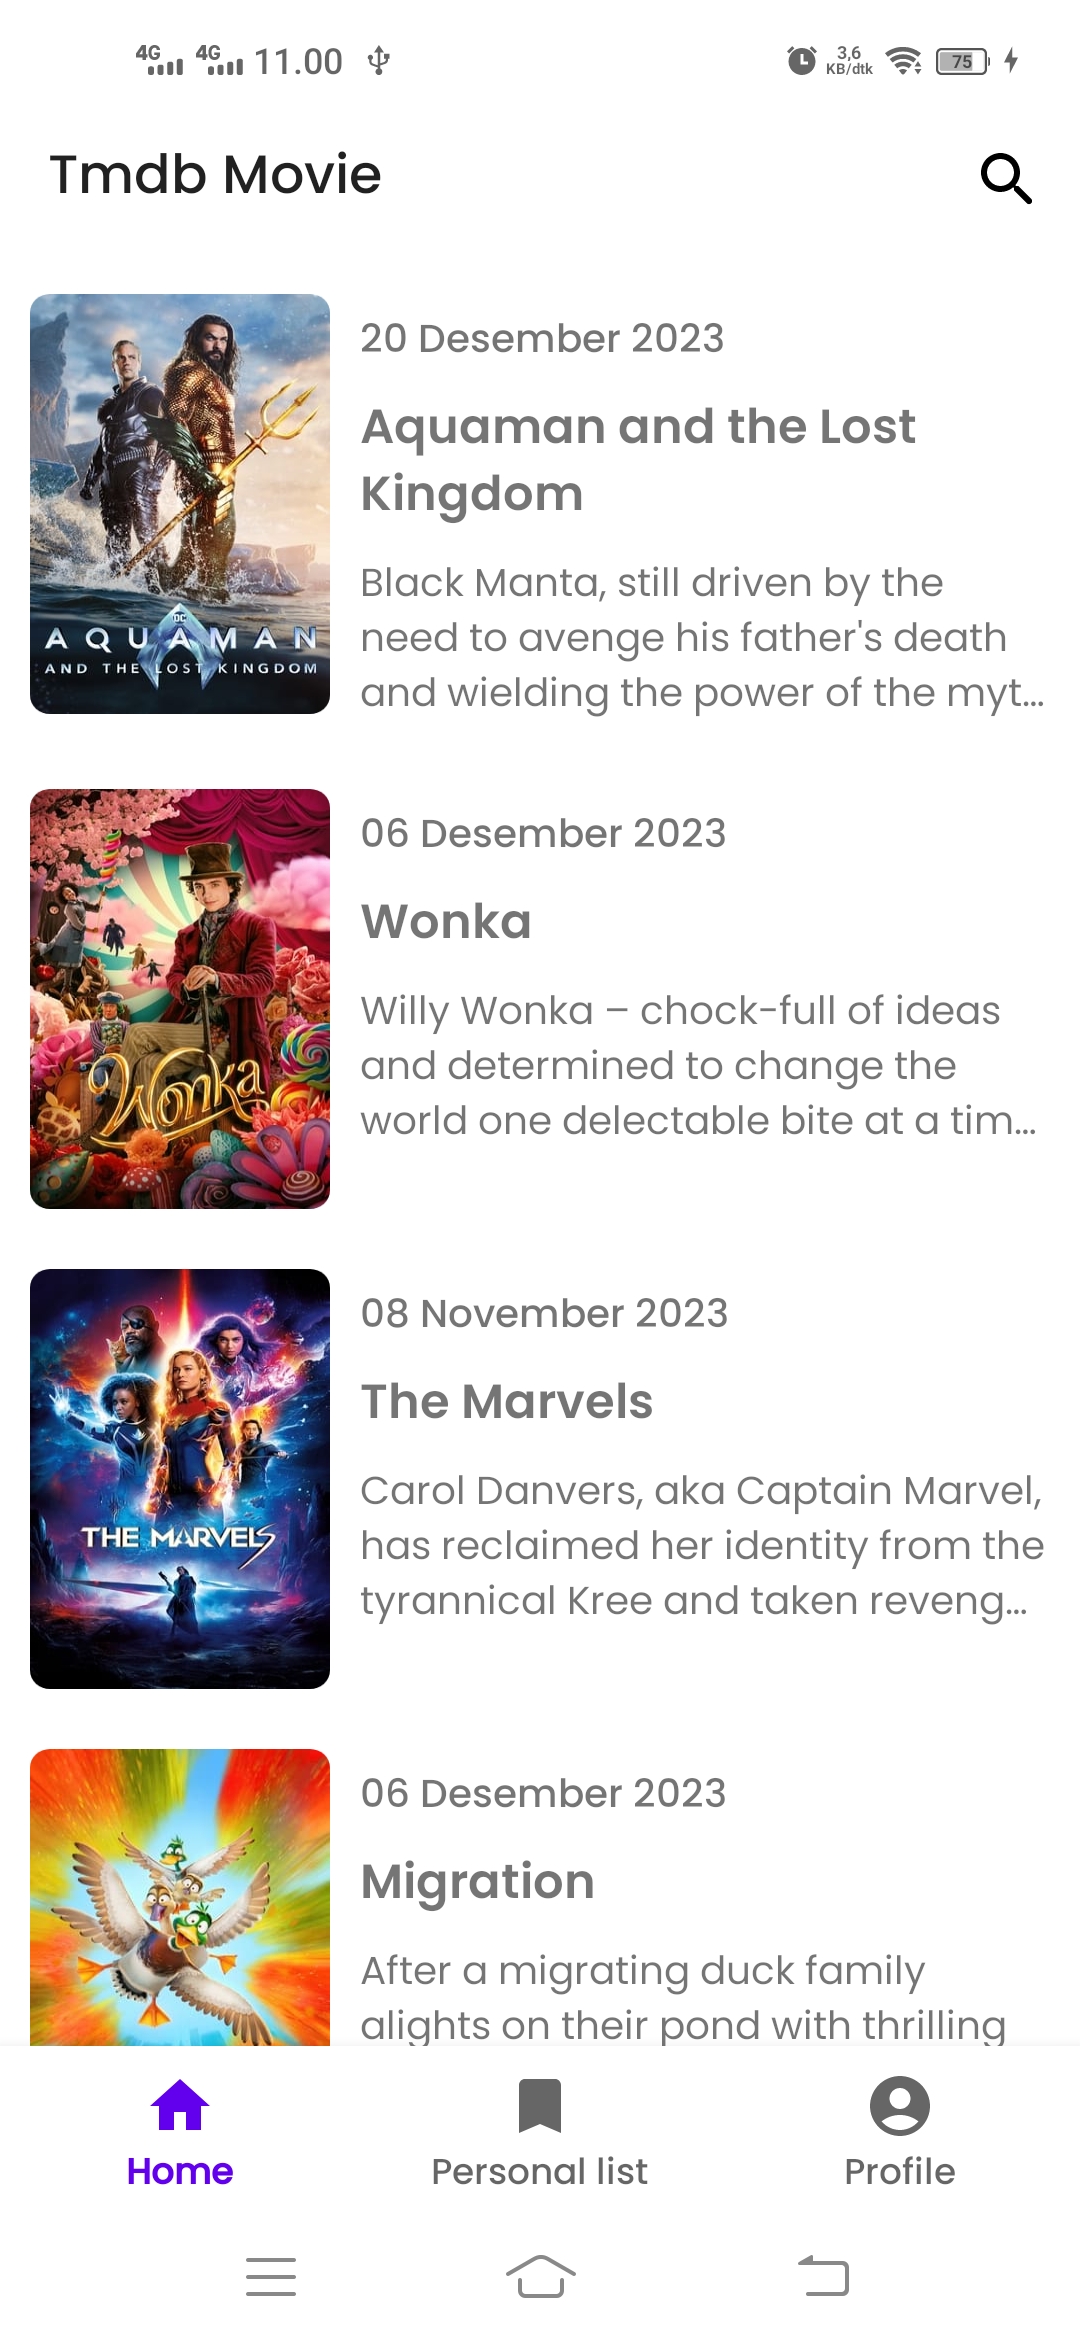 4G 4G 11.00 3,6 KB/dtk 75
Tmdb Movie
20 Desember 2023
Aquaman and the Lost
Kingdom
Black Manta, still driven by the
need to avenge his father's death
and wielding the power of the myt...
DC
AQUAMAN
AND THE LOST KINGDOM
06 Desember 2023
Wonka
Willy Wonka – chock-full of ideas
and determined to change the
world one delectable bite at a tim...
Wonka
08 November 2023
The Marvels
Carol Danvers, aka Captain Marvel,
has reclaimed her identity from the
tyrannical Kree and taken reveng...
THE MARVELS
06 Desember 2023
Migration
After a migrating duck family
alights on their pond with thrilling
Home Personal list Profile